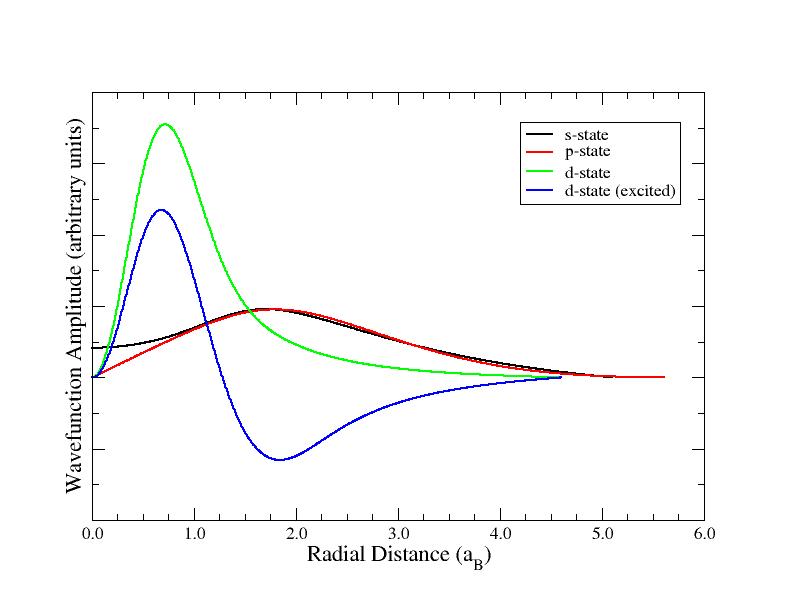 Wavefunction Amplitude (arbitrary units)
s-state
p-state
d-state
d-state (excited)
0.0 1.0 2.0 3.0 4.0 5.0 6.0
Radial Distance (a_B)